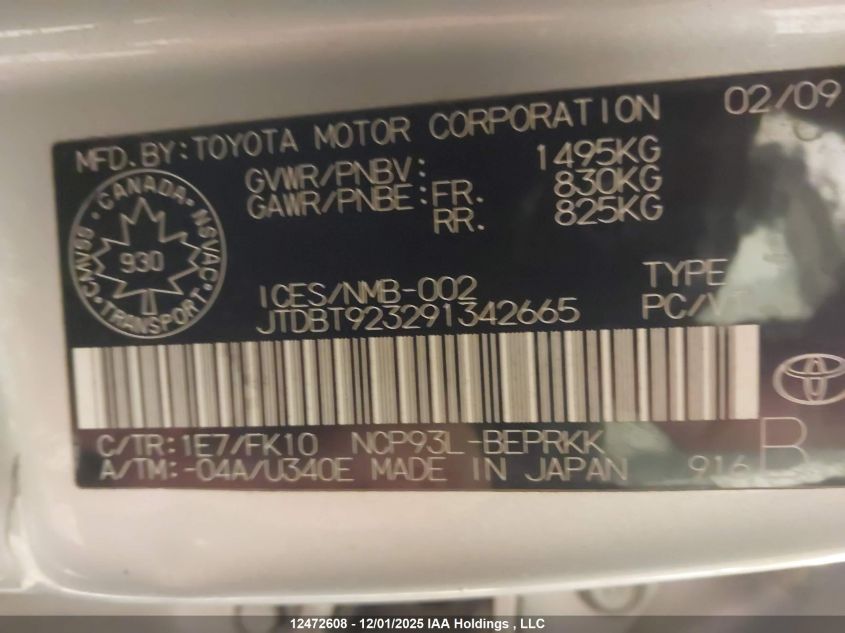 MFD.BY:TOYOTA MOTOR CORPORATION 02/09
GVWR/PNBV: 1495KG
GAWR/PNBE:FR. 830KG
RR. 825KG
CANADA
CMVSS NSVAC
930
TRANSPORT
ICES/NMB-002 TYPE
JTDBT923291342665 PC/VT
C/TR:1E7/FK10 NCP93L-BEPRKK
A/TM:-04A/U340E MADE IN JAPAN 916 B
12472608 - 12/01/2025 IAA Holdings , LLC